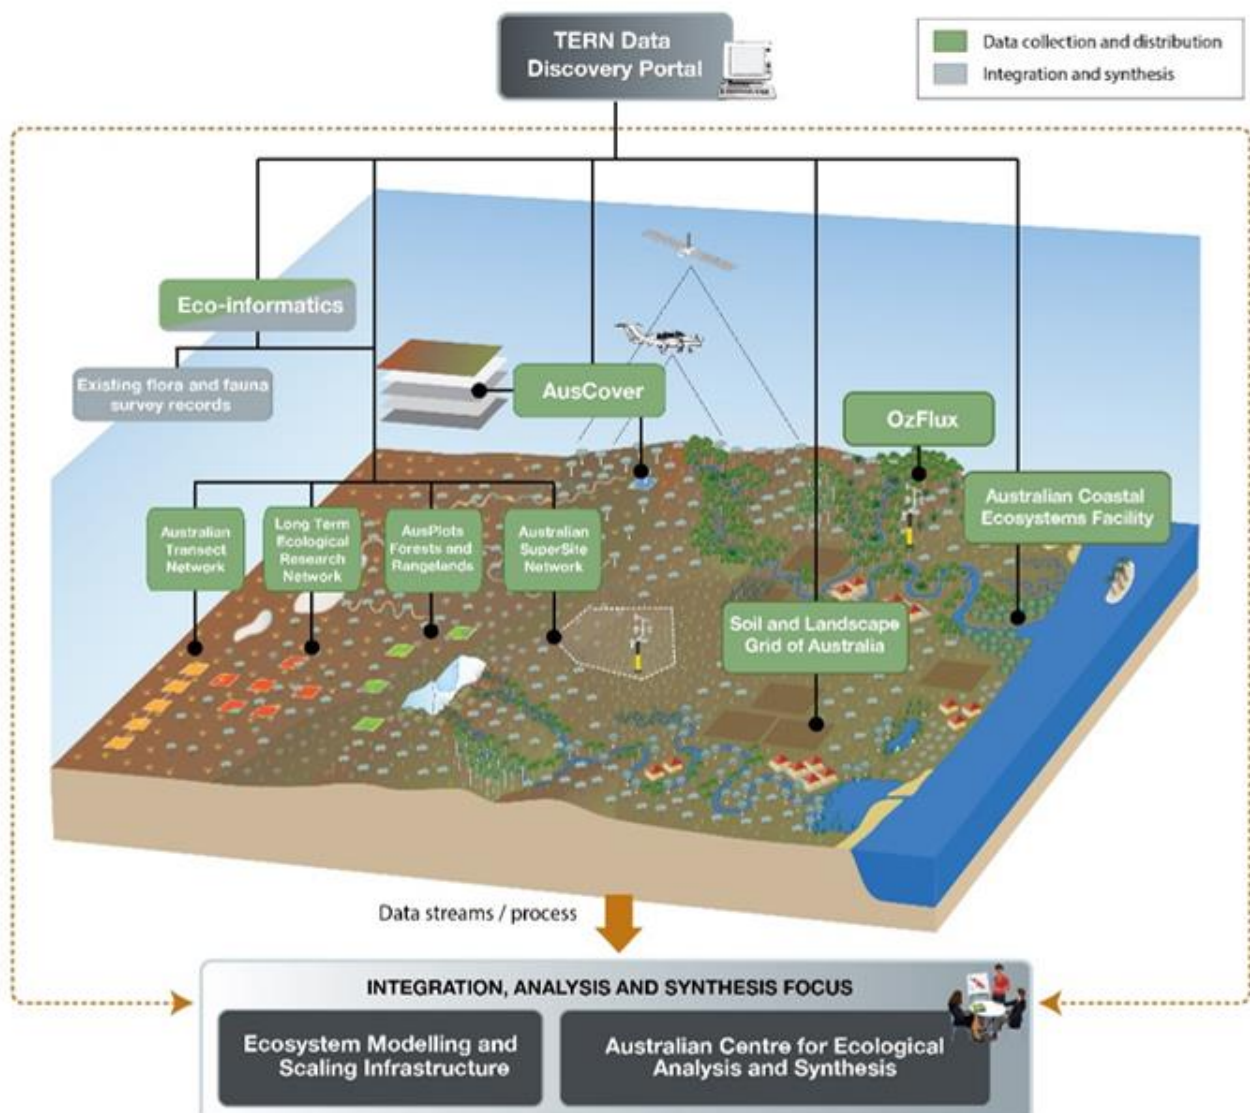 TERN Data
Discovery Portal
Data collection and distribution
Integration and synthesis
Eco-informatics
Existing flora and fauna
survey records
AusCover
OzFlux
Australian Coastal
Ecosystems Facility
Australian
Transect
Network
Long Term
Ecological
Research
Network
AusPlots
Forests and
Rangelands
Australian
SuperSite
Network
Soil and Landscape
Grid of Australia
Data streams / process
INTEGRATION, ANALYSIS AND SYNTHESIS FOCUS
Ecosystem Modelling and
Scaling Infrastructure
Australian Centre for Ecological
Analysis and Synthesis